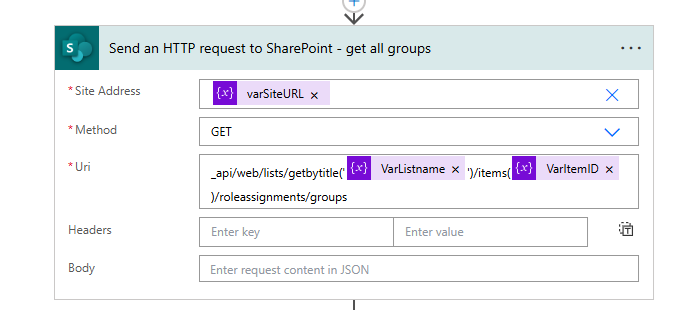 Send an HTTP request to SharePoint - get all groups
* Site Address
{x} varSiteURL ×
* Method
GET
* Uri
_api/web/lists/getbytitle(' {x} VarListname × ')/items( {x} VarItemID ×
)/roleassignments/groups
Headers
Enter key
Enter value
Body
Enter request content in JSON